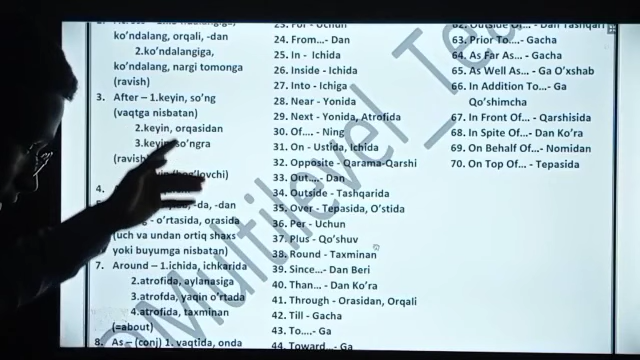 ko'ndalang, orqali, -dan
2.ko'ndalangiga,
ko'ndalang, nargi tomonga
(ravish)
3. After – 1.keyin, so'ng
(vaqtga nisbatan)
2.keyin, orqasidan
3.keyin, so'ngra
(ravish)
4.
-da, -dan
- o'rtasida, orasida
(uch va undan ortiq shaxs
yoki buyumga nisbatan)
7. Around – 1.ichida, ichkarida
2.atrofida, aylanasiga
3.atrofda, yaqin o'rtada
4.atrofida, taxminan
(=about)
8. As – (conj) 1. vaqtida, onda
23. For - Uchun
24. From...- Dan
25. In - Ichida
26. Inside - Ichida
27. Into - Ichiga
28. Near - Yonida
29. Next - Yonida, Atrofida
30. Of.... - Ning
31. On - Ustida, Ichida
32. Opposite - Qarama-Qarshi
33. Out....- Dan
34. Outside - Tashqarida
35. Over - Tepasida, O'stida
36. Per - Uchun
37. Plus - Qo'shuv
38. Round - Taxminan
39. Since...- Dan Beri
40. Than....- Dan Ko'ra
41. Through - Orasidan, Orqali
42. Till - Gacha
43. To....- Ga
44. Toward...- Ga
62. Outside Of... - Dan Tashqari
63. Prior To....- Gacha
64. As Far As... - Gacha
65. As Well As... - Ga O'xshab
66. In Addition To...- Ga
Qo'shimcha
67. In Front Of...- Qarshisida
68. In Spite Of...- Dan Ko'ra
69. On Behalf Of...- Nomidan
70. On Top Of...- Tepasida